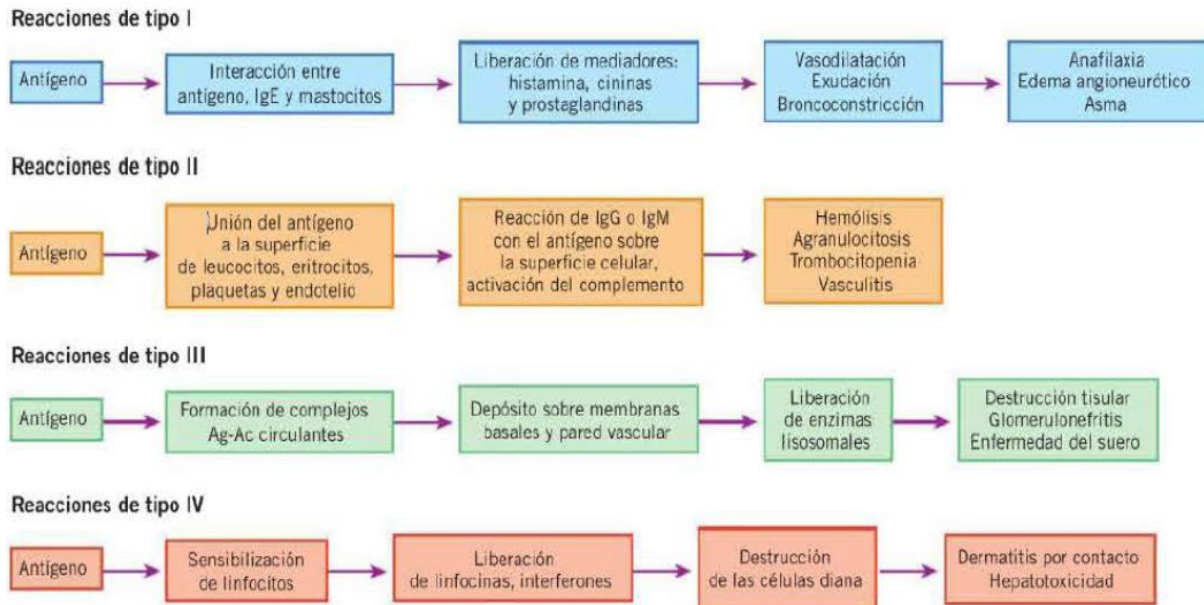 Reacciones de tipo I
Antígeno
Interacción entre
antígeno, IgE y mastocitos
Liberación de mediadores:
histamina, cininas
y prostaglandinas
Vasodilatación
Exudación
Broncoconstricción
Anafilaxia
Edema angioneurótico
Asma
Reacciones de tipo II
Antígeno
Unión del antígeno
a la superficie
de leucocitos, eritrocitos,
plaquetas y endotelio
Reacción de IgG o IgM
con el antígeno sobre
la superficie celular,
activación del complemento
Hemólisis
Agranulocitosis
Trombocitopenia
Vasculitis
Reacciones de tipo III
Antígeno
Formación de complejos
Ag-Ac circulantes
Depósito sobre membranas
basales y pared vascular
Liberación
de enzimas
lisosomales
Destrucción tisular
Glomerulonefritis
Enfermedad del suero
Reacciones de tipo IV
Antígeno
Sensibilización
de linfocitos
Liberación
de linfocinas, interferones
Destrucción
de las células diana
Dermatitis por contacto
Hepatotoxicidad